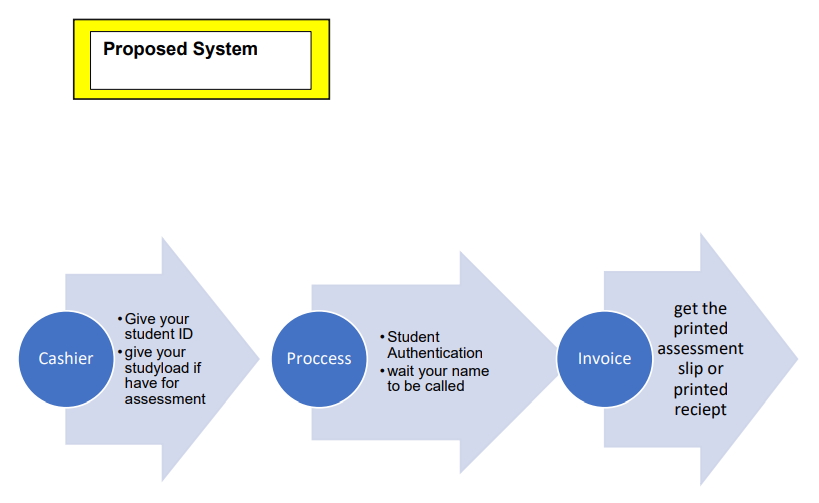 Proposed System
Cashier
• Give your
student ID
• give your
studyload if
have for
assessment
Proccess
• Student
Authentication
• wait your name
to be called
Invoice
get the
printed
assessment
slip or
printed
reciept